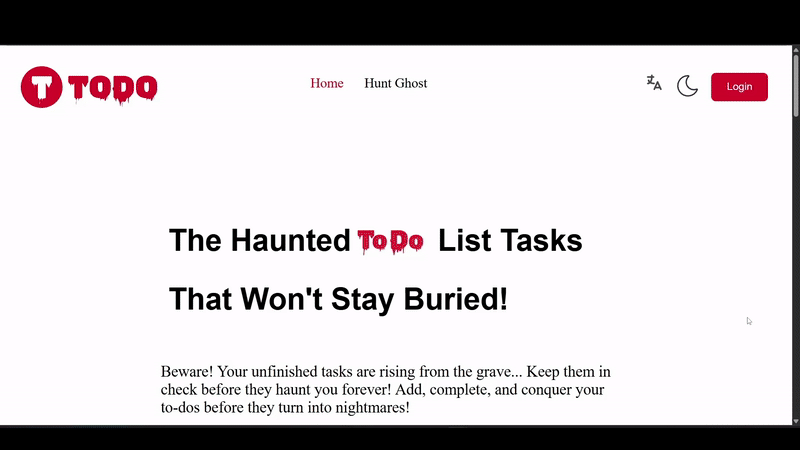 T TODO
Home
Hunt Ghost
Login
The Haunted ToDo List Tasks
That Won't Stay Buried!
Beware! Your unfinished tasks are rising from the grave... Keep them in
check before they haunt you forever! Add, complete, and conquer your
to-dos before they turn into nightmares!